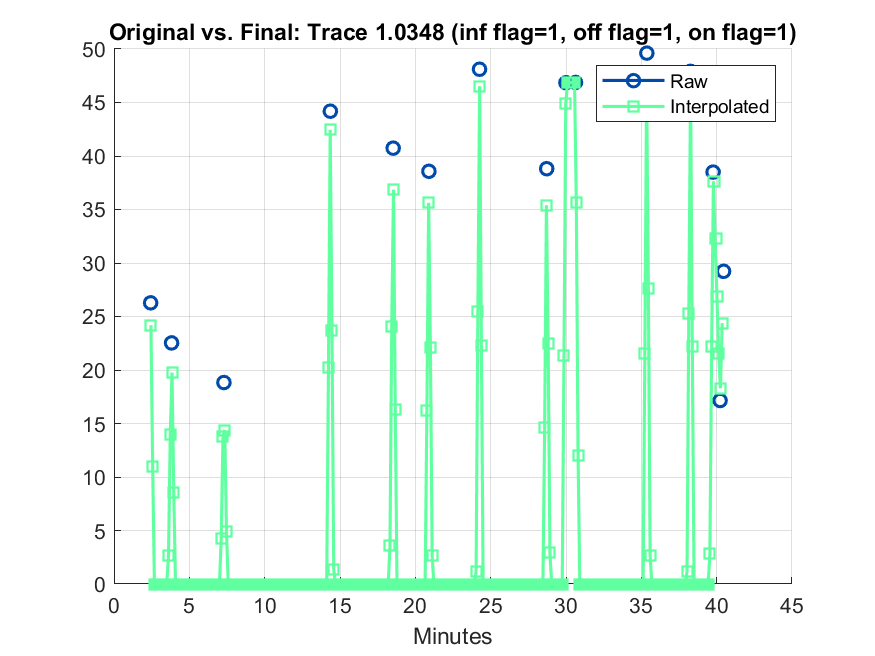 Original vs. Final: Trace 1.0348 (inf flag=1, off flag=1, on flag=1)
50
45
40
35
30
25
20
15
10
5
0
Raw
Interpolated
0 5 10 15 20 25 30 35 40 45
Minutes